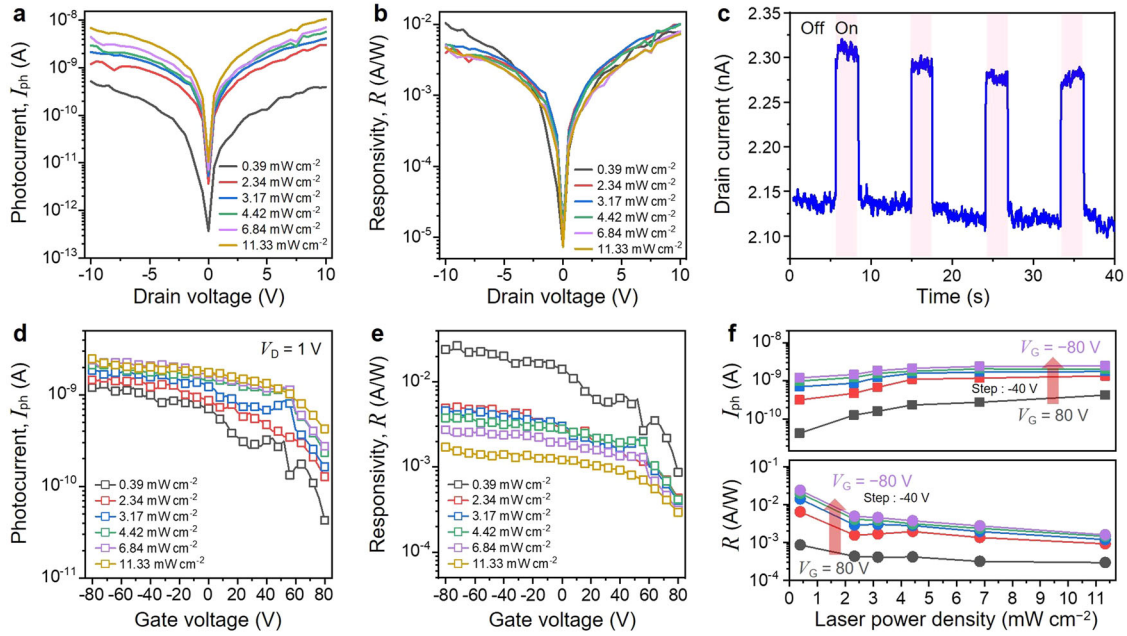 a
Photocurrent, Iph (A)
10⁻⁸
10⁻⁹
10⁻¹⁰
10⁻¹¹
10⁻¹²
10⁻¹³
0.39 mW cm⁻²
2.34 mW cm⁻²
3.17 mW cm⁻²
4.42 mW cm⁻²
6.84 mW cm⁻²
11.33 mW cm⁻²
-10 -5 0 5 10
Drain voltage (V)
b
Responsivity, R (A/W)
10⁻²
10⁻³
10⁻⁴
10⁻⁵
0.39 mW cm⁻²
2.34 mW cm⁻²
3.17 mW cm⁻²
4.42 mW cm⁻²
6.84 mW cm⁻²
11.33 mW cm⁻²
-10 -5 0 5 10
Drain voltage (V)
c
Drain current (nA)
2.35
2.30
2.25
2.20
2.15
2.10
Off On
0 10 20 30 40
Time (s)
d
Photocurrent, Iph (A)
10⁻⁹
10⁻¹⁰
10⁻¹¹
VD = 1 V
0.39 mW cm⁻²
2.34 mW cm⁻²
3.17 mW cm⁻²
4.42 mW cm⁻²
6.84 mW cm⁻²
11.33 mW cm⁻²
-80 -60 -40 -20 0 20 40 60 80
Gate voltage (V)
e
Responsivity, R (A/W)
10⁻²
10⁻³
10⁻⁴
0.39 mW cm⁻²
2.34 mW cm⁻²
3.17 mW cm⁻²
4.42 mW cm⁻²
6.84 mW cm⁻²
11.33 mW cm⁻²
-80 -60 -40 -20 0 20 40 60 80
Gate voltage (V)
f
Iph (A)
10⁻⁸
10⁻⁹
10⁻¹⁰
VG = −80 V
Step : -40 V
VG = 80 V
R (A/W)
10⁻¹
10⁻²
10⁻³
10⁻⁴
VG = −80 V
Step : -40 V
VG = 80 V
0 1 2 3 4 5 6 7 8 9 10 11
Laser power density (mW cm⁻²)